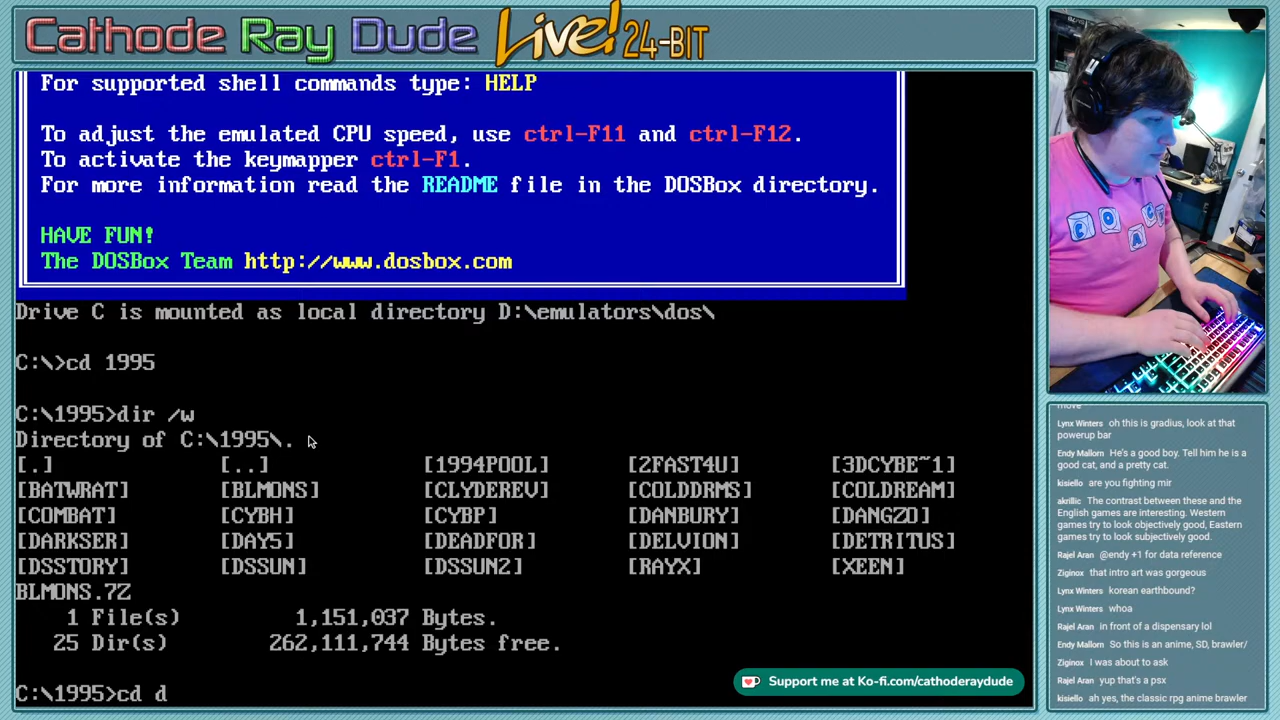 Cathode Ray Dude Live! 24-BIT
For supported shell commands type: HELP
To adjust the emulated CPU speed, use ctrl-F11 and ctrl-F12.
To activate the keymapper ctrl-F1.
For more information read the README file in the DOSBox directory.
HAVE FUN!
The DOSBox Team http://www.dosbox.com
Drive C is mounted as local directory D:\emulators\dos\
C:\>cd 1995
C:\1995>dir /w
Directory of C:\1995\.
[.] [..] [1994POOL] [2FAST4U] [3DCYBE~1]
[BATWRAT] [BLMONS] [CLYDEREV] [COLDDRMS] [COLDREAM]
[COMBAT] [CYBH] [CYBP] [DANBURY] [DANGZO]
[DARKSER] [DAY5] [DEADFOR] [DELVION] [DETRITUS]
[DSSTORY] [DSSUN] [DSSUN2] [RAYX] [XEEN]
BLMONS.7Z
1 File(s) 1,151,037 Bytes.
25 Dir(s) 262,111,744 Bytes free.
C:\1995>cd d
Support me at Ko-fi.com/cathoderaydude
C O A C T
move
Lynx Winters oh this is gradius, look at that
powerup bar
Endy Mallorn He's a good boy. Tell him he is a
good cat, and a pretty cat.
kisiello are you fighting mir
akrillic The contrast between these and the
English games are interesting. Western
games try to look objectively good, Eastern
games try to look subjectively good.
Rajel Aran @endy +1 for data reference
Ziginox that intro art was gorgeous
Lynx Winters korean earthbound?
Lynx Winters whoa
Rajel Aran in front of a dispensary lol
Endy Mallorn So this is an anime, SD, brawler/
Ziginox I was about to ask
Rajel Aran yup that's a psx
kisiello ah yes, the classic rpg anime brawler